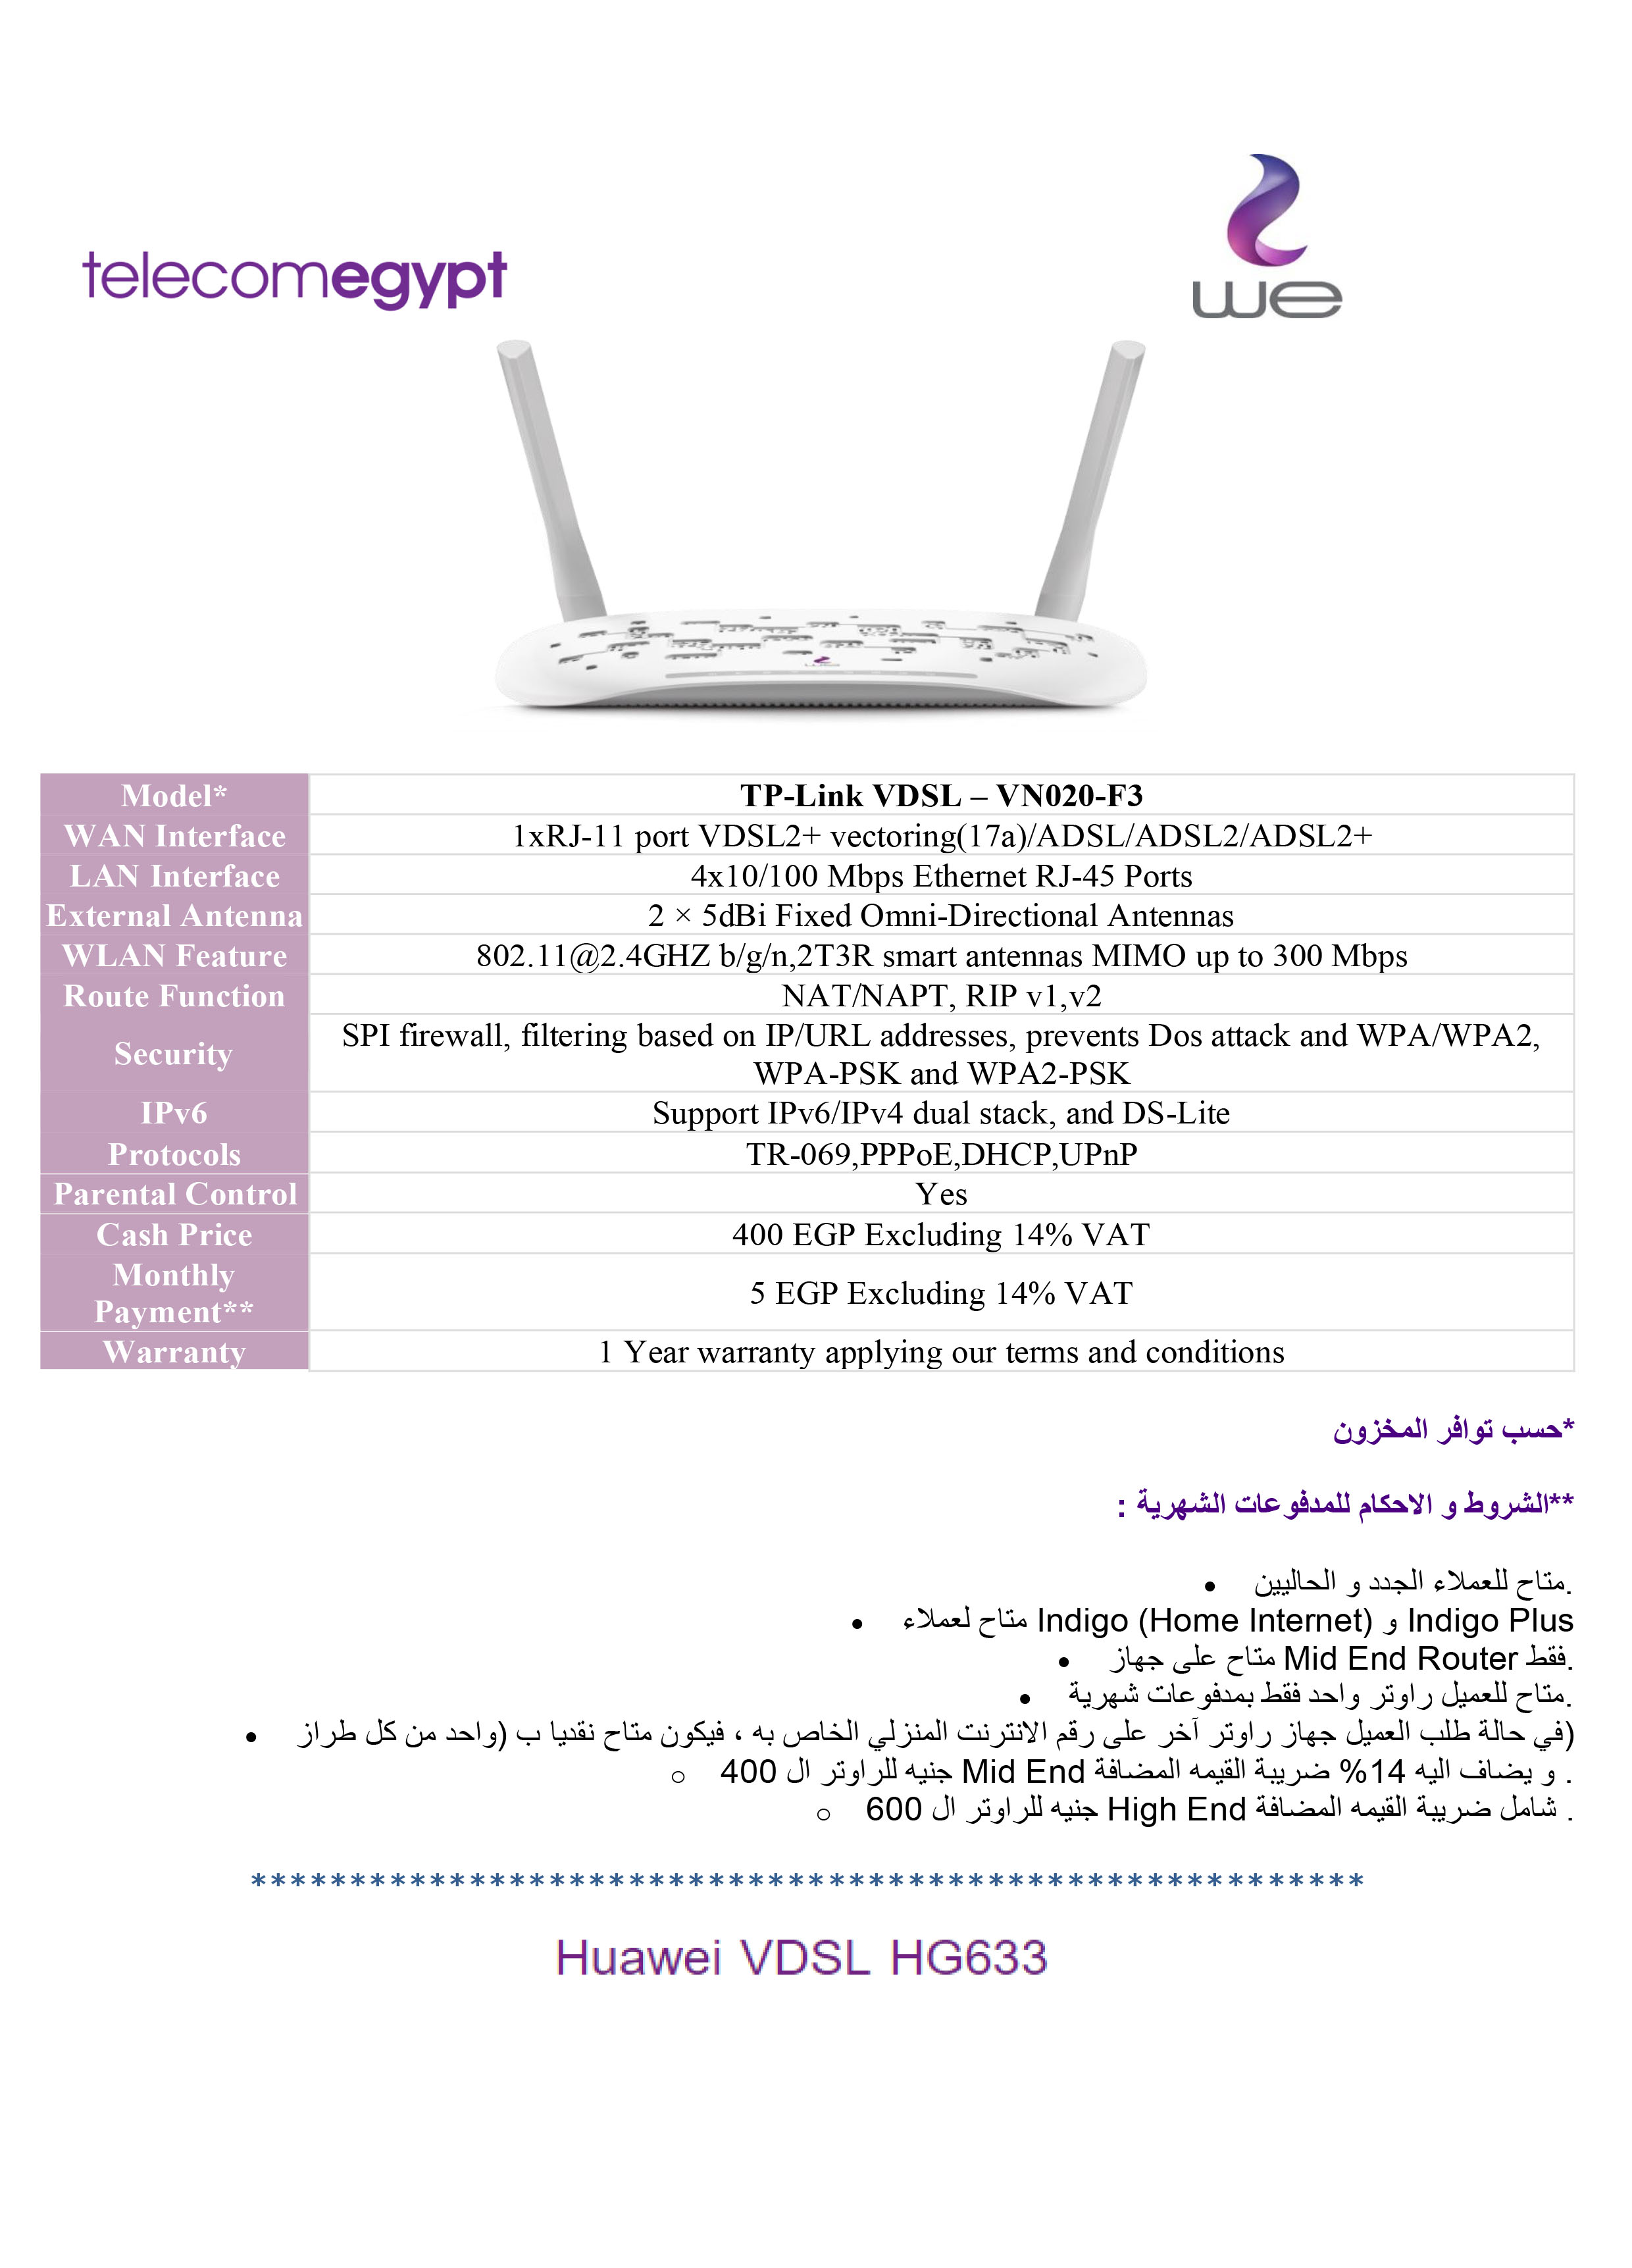 telecomegypt
we
Model* TP-Link VDSL – VN020-F3
WAN Interface 1xRJ-11 port VDSL2+ vectoring(17a)/ADSL/ADSL2/ADSL2+
LAN Interface 4x10/100 Mbps Ethernet RJ-45 Ports
External Antenna 2 × 5dBi Fixed Omni-Directional Antennas
WLAN Feature 802.11@2.4GHZ b/g/n,2T3R smart antennas MIMO up to 300 Mbps
Route Function NAT/NAPT, RIP v1,v2
Security SPI firewall, filtering based on IP/URL addresses, prevents Dos attack and WPA/WPA2,
WPA-PSK and WPA2-PSK
IPv6 Support IPv6/IPv4 dual stack, and DS-Lite
Protocols TR-069,PPPoE,DHCP,UPnP
Parental Control Yes
Cash Price 400 EGP Excluding 14% VAT
Monthly
Payment** 5 EGP Excluding 14% VAT
Warranty 1 Year warranty applying our terms and conditions
*حسب توافر المخزون
**الشروط و الاحكام للمدفوعات الشهرية :
• متاح للعملاء الجدد و الحاليين.
• متاح لعملاء Indigo (Home Internet) و Indigo Plus
• متاح على جهاز Mid End Router فقط.
• متاح للعميل راوتر واحد فقط بمدفوعات شهرية.
• (في حالة طلب العميل جهاز راوتر آخر على رقم الانترنت المنزلي الخاص به ، فيكون متاح نقديا ب (واحد من كل طراز
o 400 جنيه للراوتر ال Mid End و يضاف اليه 14% ضريبة القيمه المضافة .
o 600 جنيه للراوتر ال High End شامل ضريبة القيمه المضافة .
********************************************************
Huawei VDSL HG633